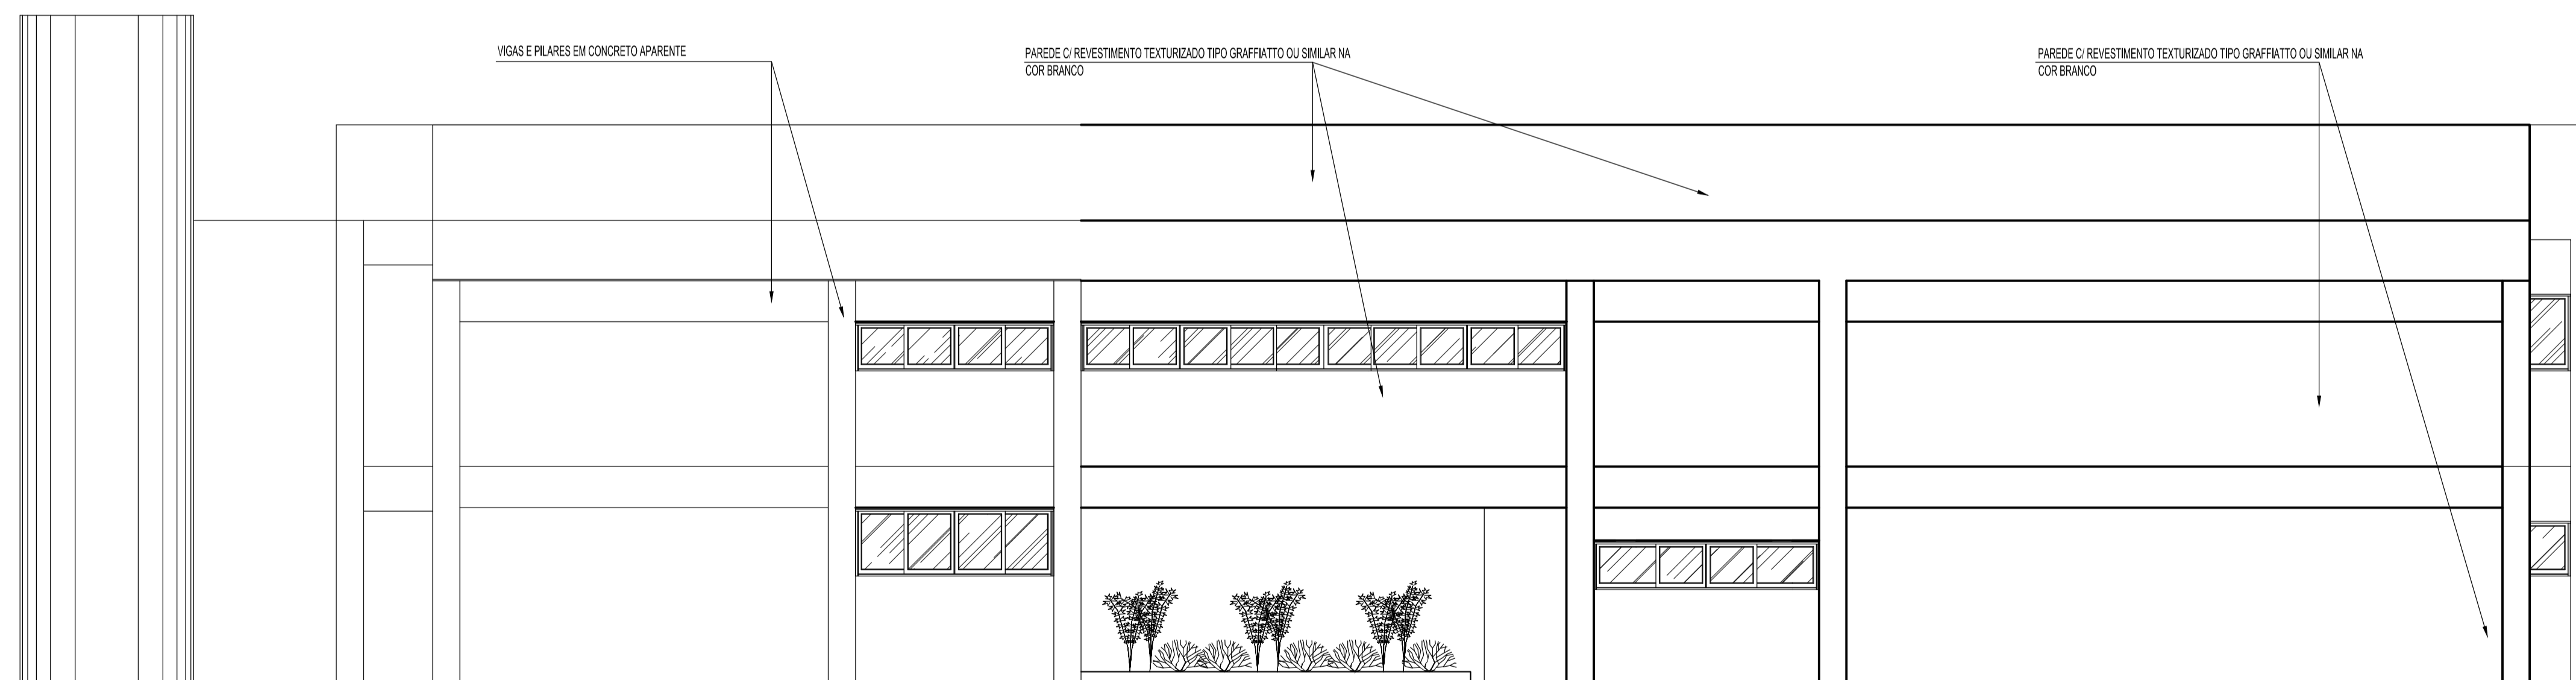 VIGAS E PILARES EM CONCRETO APARENTE
PAREDE C/ REVESTIMENTO TEXTURIZADO TIPO GRAFFIATTO OU SIMILAR NA
COR BRANCO
PAREDE C/ REVESTIMENTO TEXTURIZADO TIPO GRAFFIATTO OU SIMILAR NA
COR BRANCO